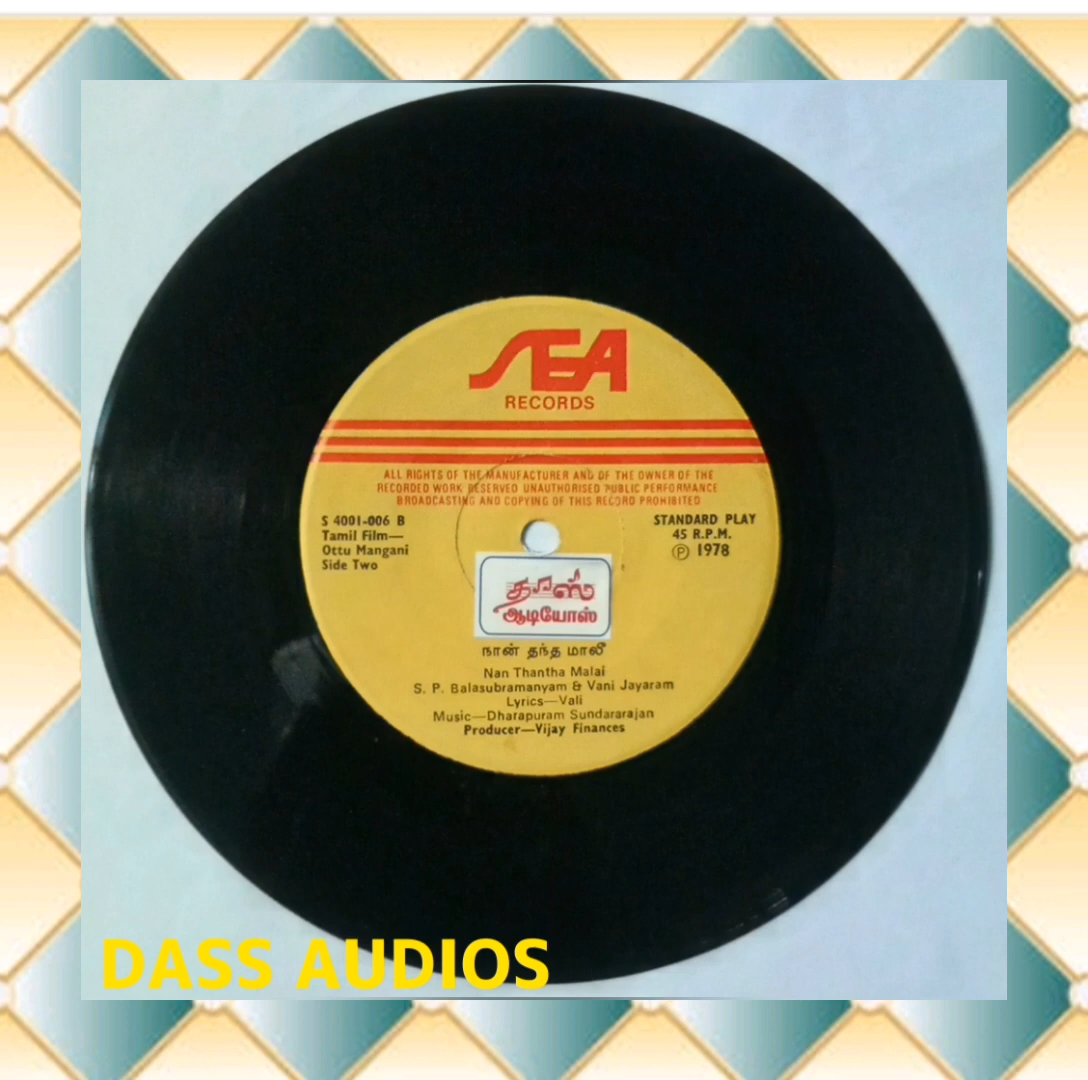 SEA
RECORDS
ALL RIGHTS OF THE MANUFACTURER AND OF THE OWNER OF THE
RECORDED WORK RESERVED UNAUTHORISED PUBLIC PERFORMANCE
BROADCASTING AND COPYING OF THIS RECORD PROHIBITED
S 4001-006 B
Tamil Film—
Ottu Mangani
Side Two
STANDARD PLAY
45 R.P.M.
Ⓟ 1978
தாஸ்
ஆடியோஸ்
நான் தந்த மாலீ
Nan Thantha Malai
S. P. Balasubramanyam & Vani Jayaram
Lyrics—Vali
Music—Dharapuram Sundararajan
Producer—Vijay Finances
DASS AUDIOS